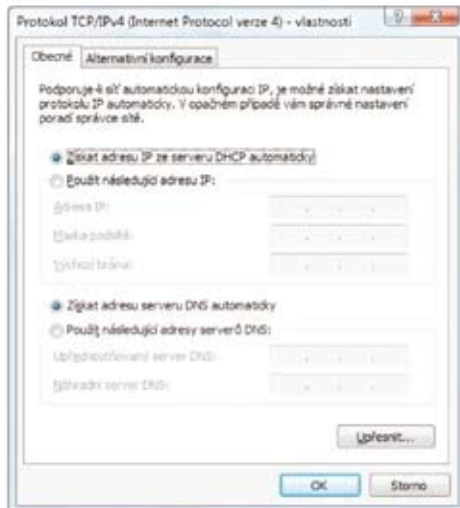 Protokol TCP/IPv4 (Internet Protocol verze 4) - vlastnosti
Obecné
Alternativní konfigurace
Podporuje-li síť automatickou konfiguraci IP, je možné získat nastavení
protokolu IP automaticky. V opačném případě vám správné nastavení
poradí správce sítě.
Získat adresu IP ze serveru DHCP automaticky
Použít následující adresu IP:
Adresa IP:
Maska podsítě:
Výchozí brána:
Získat adresu serveru DNS automaticky
Použít následující adresy serverů DNS:
Upřednostňovaný server DNS:
Náhradní server DNS:
Upřesnit...
OK
Storno